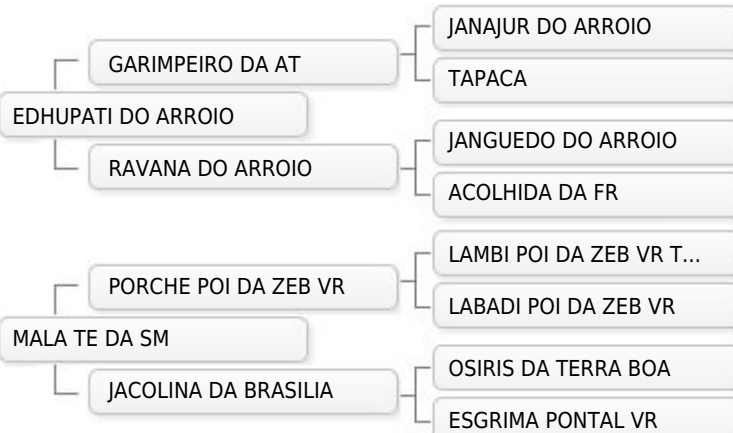 JANAJUR DO ARROIO
GARIMPEIRO DA AT
TAPACA
EDHUPATI DO ARROIO
JANGUEDO DO ARROIO
RAVANA DO ARROIO
ACOLHIDA DA FR
LAMBI POI DA ZEB VR T...
PORCHE POI DA ZEB VR
LABADI POI DA ZEB VR
MALA TE DA SM
OSIRIS DA TERRA BOA
JACOLINA DA BRASILIA
ESGRIMA PONTAL VR